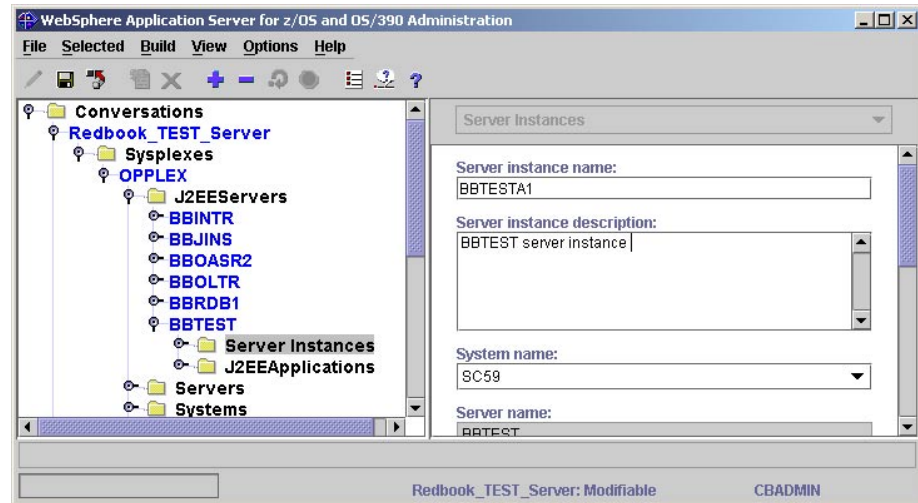 WebSphere Application Server for z/OS and OS/390 Administration
File Selected Build View Options Help
Conversations
Redbook_TEST_Server
Sysplexes
OPPLEX
J2EEServers
BBINTR
BBJINS
BBOASR2
BBOLTR
BBRDB1
BBTEST
Server Instances
J2EEApplications
Servers
Systems
Server Instances
Server instance name:
BBTESTA1
Server instance description:
BBTEST server instance
System name:
SC59
Server name:
BBTEST
Redbook_TEST_Server: Modifiable CBADMIN